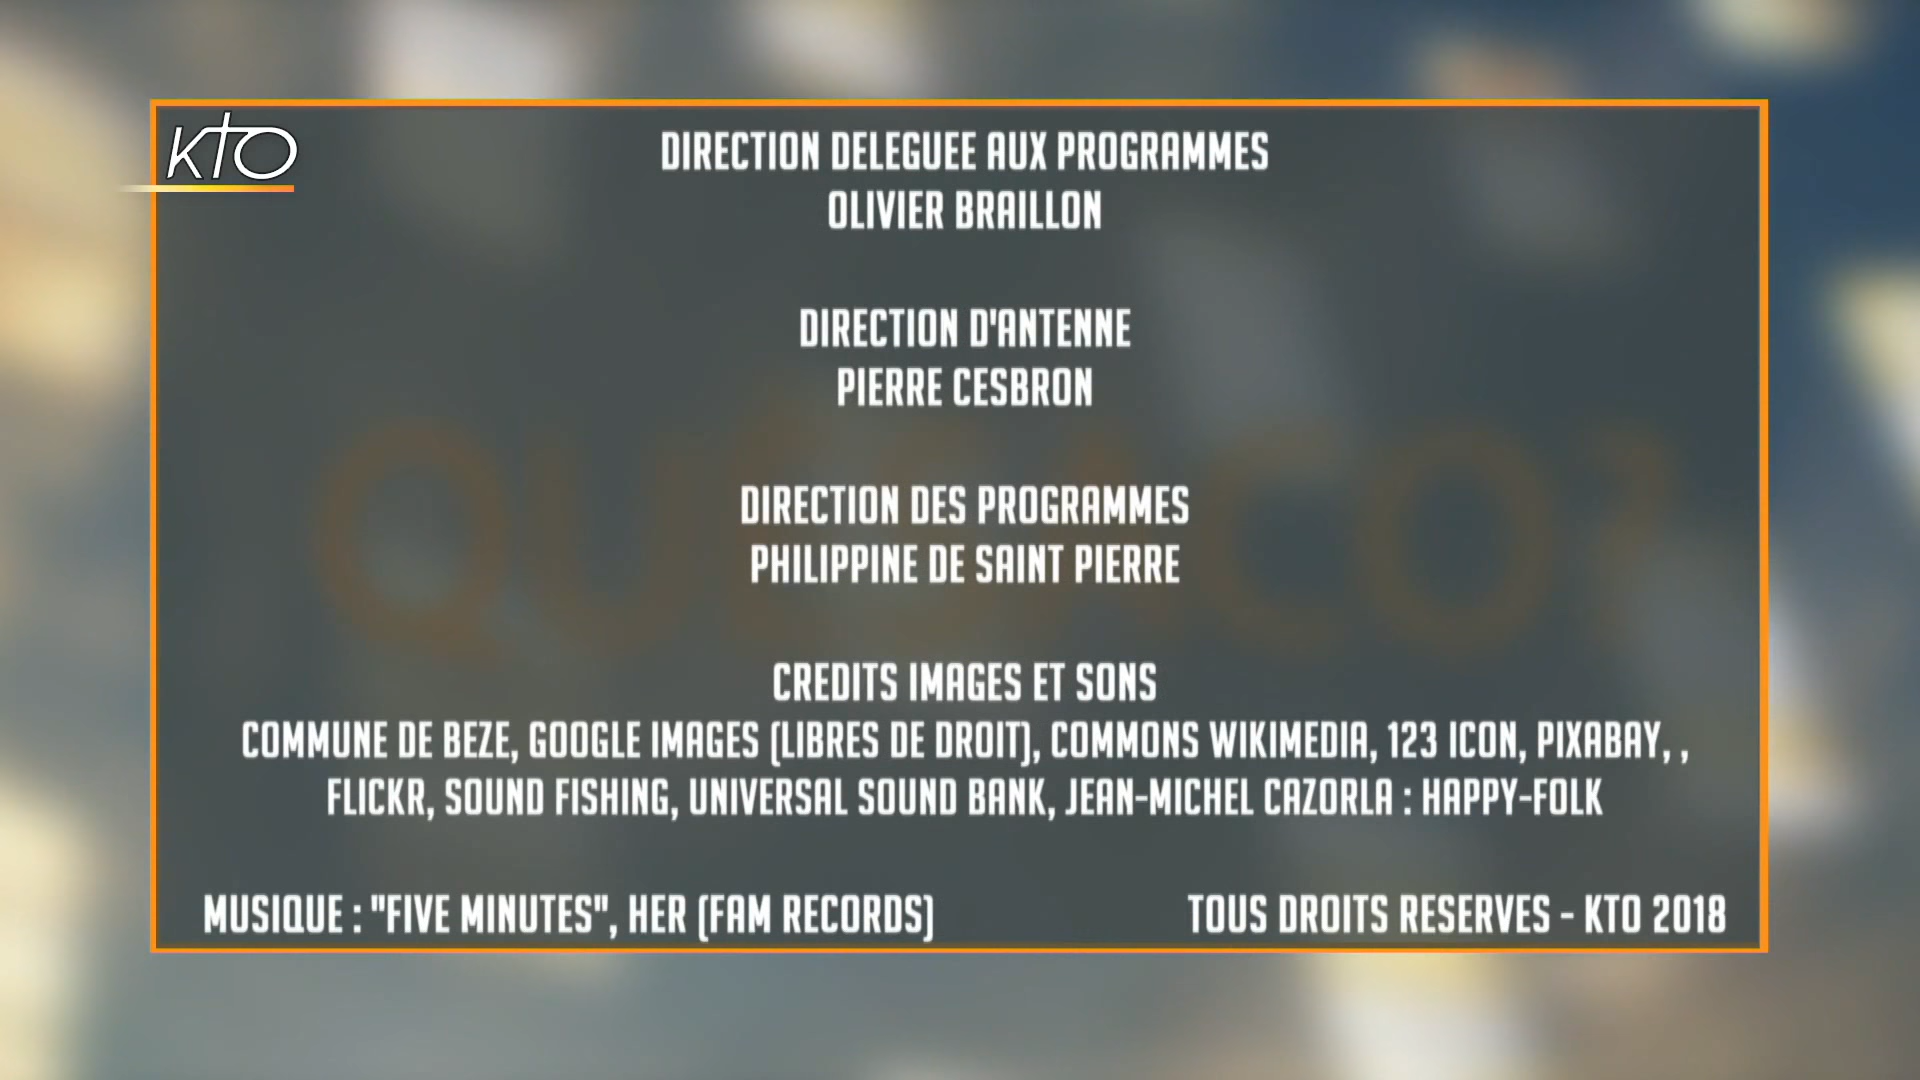 KTO
DIRECTION DELEGUEE AUX PROGRAMMES
OLIVIER BRAILLON
DIRECTION D'ANTENNE
PIERRE CESBRON
DIRECTION DES PROGRAMMES
PHILIPPINE DE SAINT PIERRE
QUÉSACO?
CREDITS IMAGES ET SONS
COMMUNE DE BEZE, GOOGLE IMAGES (LIBRES DE DROIT), COMMONS WIKIMEDIA, 123 ICON, PIXABAY, ,
FLICKR, SOUND FISHING, UNIVERSAL SOUND BANK, JEAN-MICHEL CAZORLA : HAPPY-FOLK
MUSIQUE : "FIVE MINUTES", HER (FAM RECORDS)
TOUS DROITS RESERVES - KTO 2018